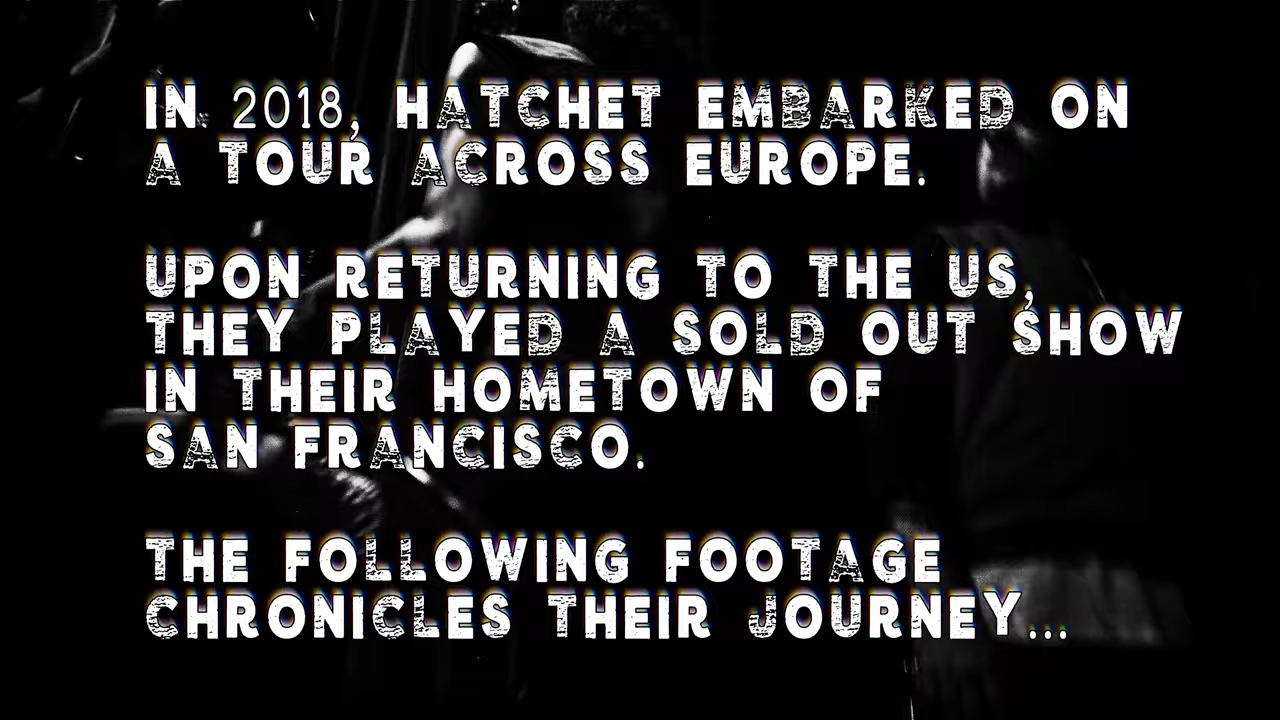 IN 2018, HATCHET EMBARKED ON
A TOUR ACROSS EUROPE.
UPON RETURNING TO THE US,
THEY PLAYED A SOLD OUT SHOW
IN THEIR HOMETOWN OF
SAN FRANCISCO.
THE FOLLOWING FOOTAGE
CHRONICLES THEIR JOURNEY...